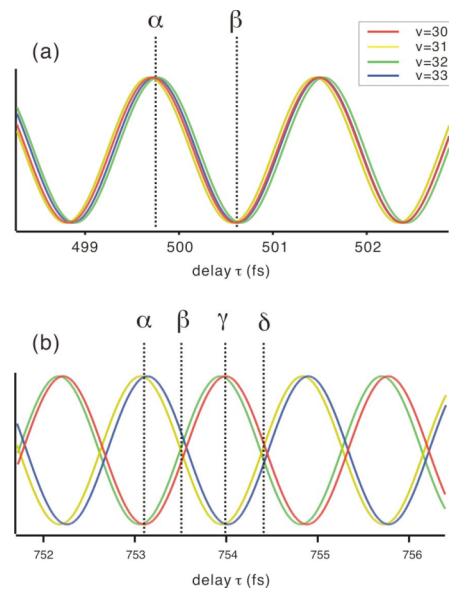 (a)
α
β
v=30
v=31
v=32
v=33
499
500
501
502
delay τ (fs)
(b)
α
β
γ
δ
752
753
754
755
756
delay τ (fs)